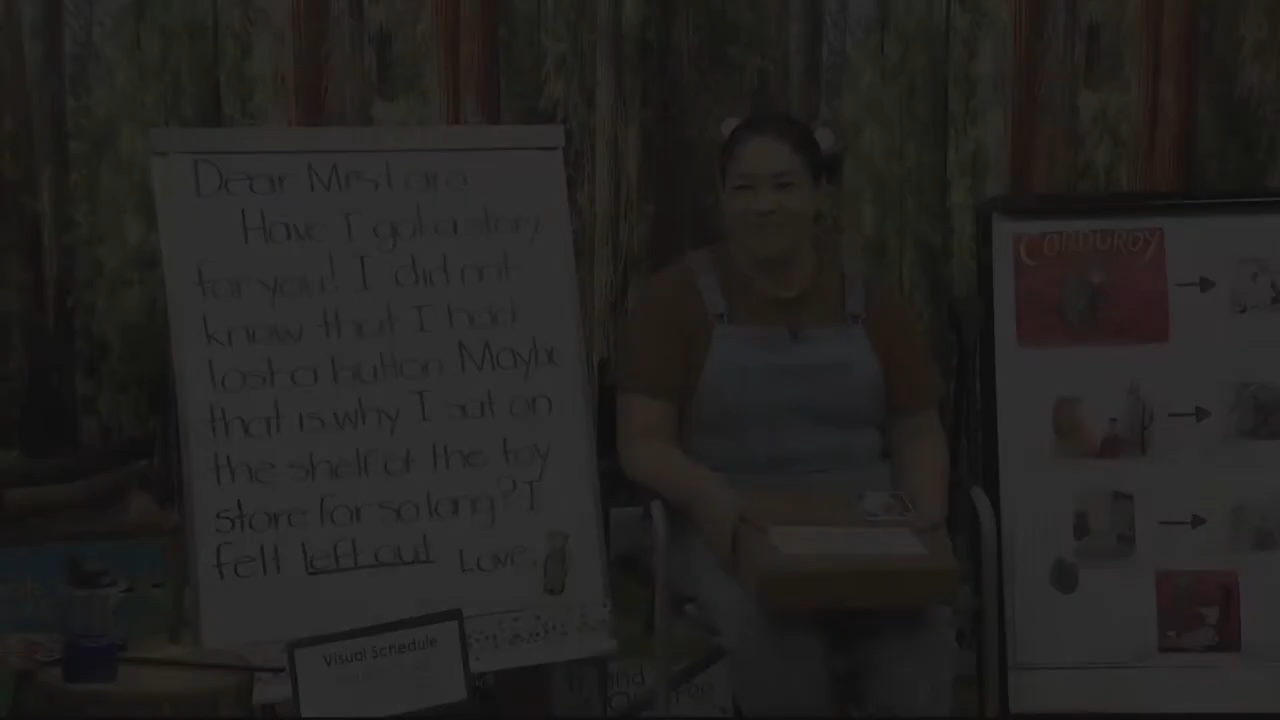 Dear Mrs Lara
Have I got a story
for you! I did not
know that I had
lost a button Maybe
that is why I sat on
the shelf at the toy
store for so long? I
felt left out Love,
Visual Schedule
CORDUROY